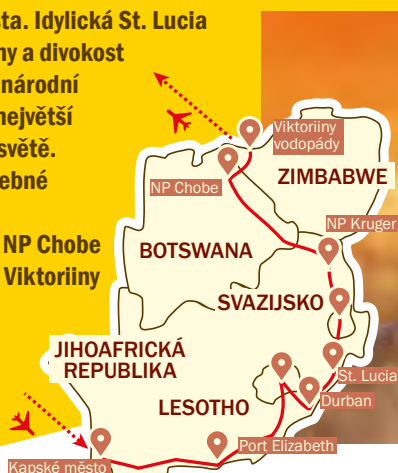 sta. Idylická St. Lucia
ny a divokost
národní
největší
světě.
ebné
NP Chobe
Viktoriiny
Viktoriiny
vodopády
NP Chobe
ZIMBABWE
NP Kruger
BOTSWANA
SVAZIJSKO
JIHOAFRICKÁ
REPUBLIKA
St. Lucia
LESOTHO
Durban
Port Elizabeth
Kapské město